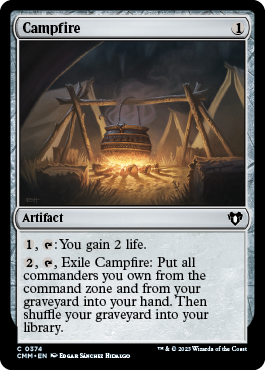 Campfire 1
Artifact
1, T: You gain 2 life.
2, T, Exile Campfire: Put all
commanders you own from the
command zone and from your
graveyard into your hand. Then
shuffle your graveyard into your
library.
C 0374
CMM • EN Edgar Sánchez Hidalgo
™ & © 2023 Wizards of the Coast